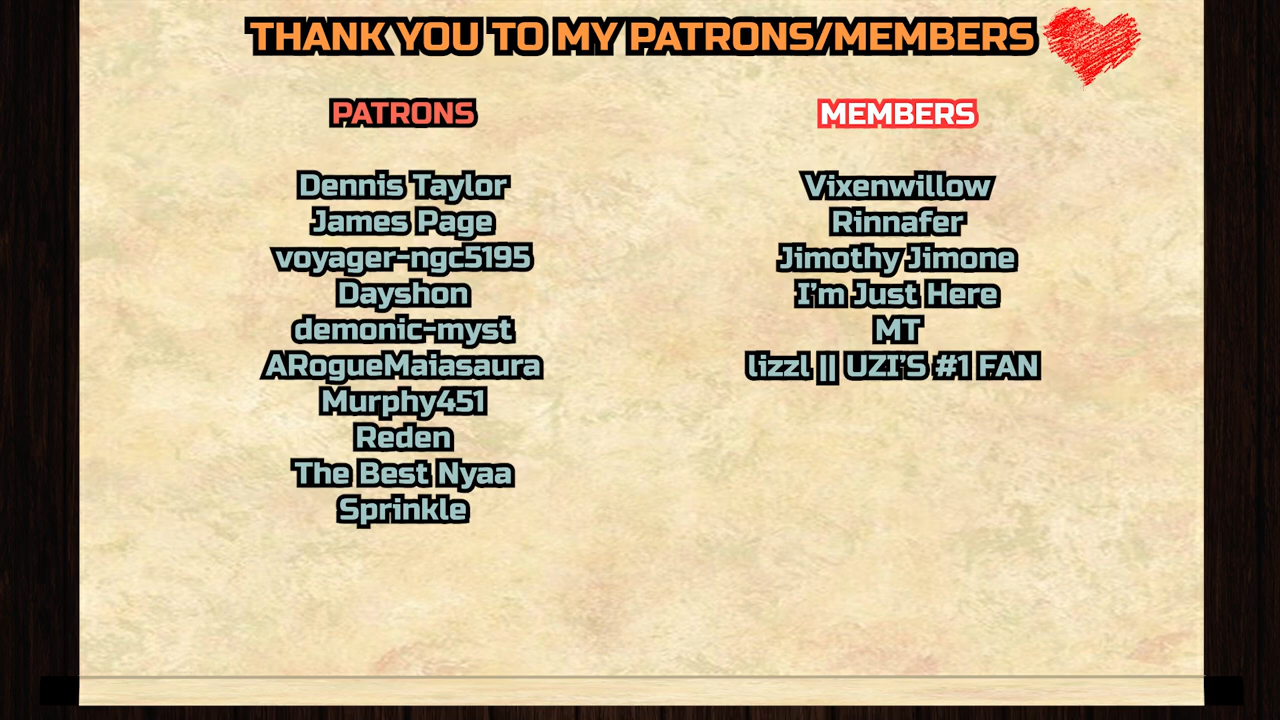 THANK YOU TO MY PATRONS/MEMBERS
PATRONS
Dennis Taylor
James Page
voyager-ngc5195
Dayshon
demonic-myst
ARogueMaiasaura
Murphy451
Reden
The Best Nyaa
Sprinkle
MEMBERS
Vixenwillow
Rinnafer
Jimothy Jimone
I'm Just Here
MT
lizzl || UZI'S #1 FAN